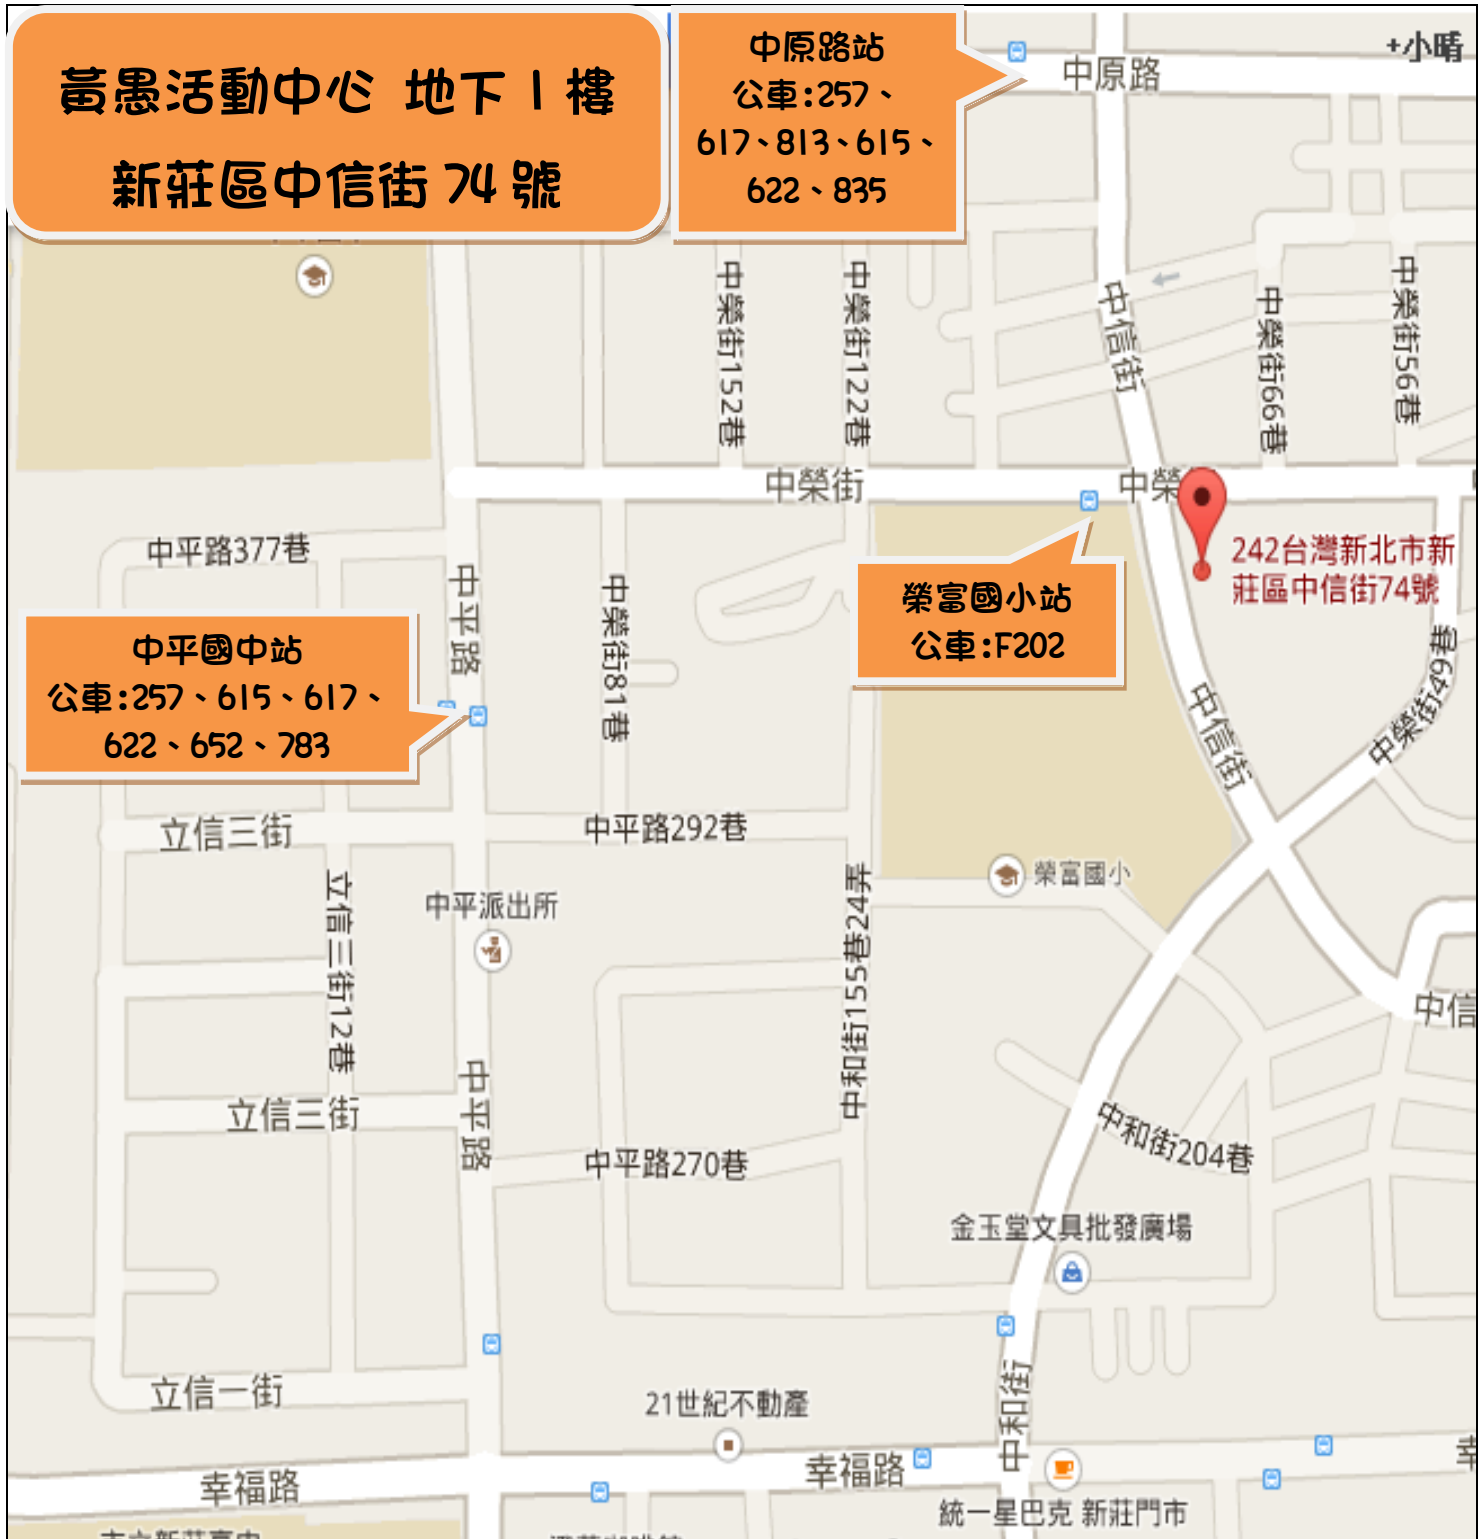 黃愚活動中心 地下1樓
新莊區中信街74號
中原路站
公車:257、
617、813、615、
622、835
中原路
+小晴
中榮街152巷
中榮街122巷
中信街
中榮街66巷
中榮街56巷
中榮街
中榮
242台灣新北市新
莊區中信街74號
中平路377巷
中平路
中榮街81巷
榮富國小站
公車:F202
中平國中站
公車:257、615、617、
622、652、783
中信街
中榮街49巷
立信三街
中平路292巷
榮富國小
中平派出所
立信三街12巷
中和街155巷24弄
中信
立信三街
中平路
中平路270巷
中和街204巷
金玉堂文具批發廣場
立信一街
21世紀不動產
中和街
幸福路
幸福路
幸
統一星巴克 新莊門市